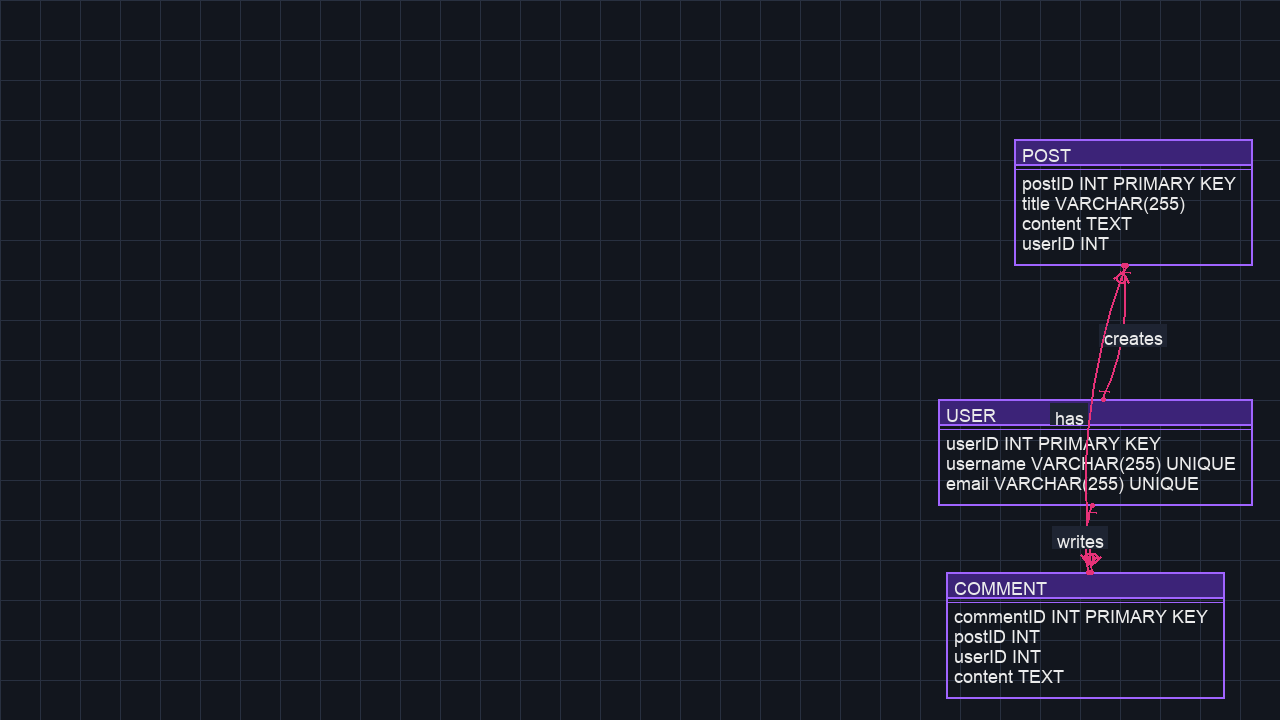 POST
postID INT PRIMARY KEY
title VARCHAR(255)
content TEXT
userID INT
creates
USER
has
userID INT PRIMARY KEY
username VARCHAR(255) UNIQUE
email VARCHAR(255) UNIQUE
writes
COMMENT
commentID INT PRIMARY KEY
postID INT
userID INT
content TEXT